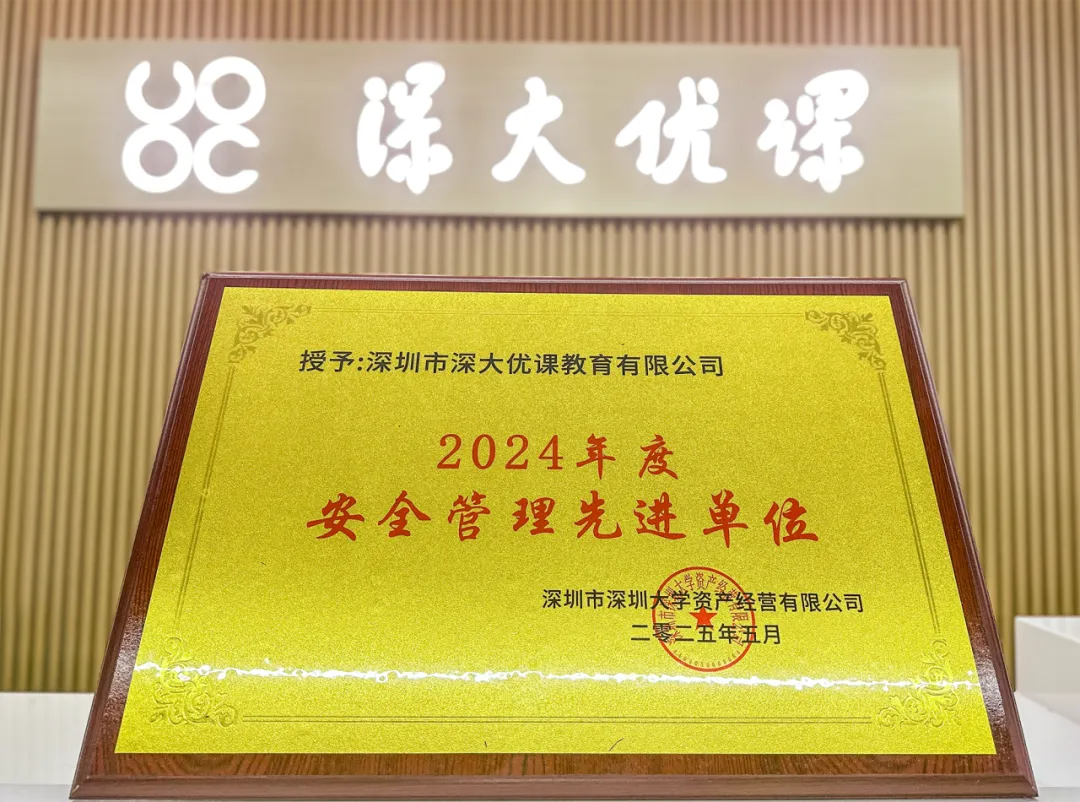 UOOC 深大优课
授予:深圳市深大优课教育有限公司
2024年度
安全管理先进单位
深圳市深圳大学资产经营有限公司
二零二五年五月